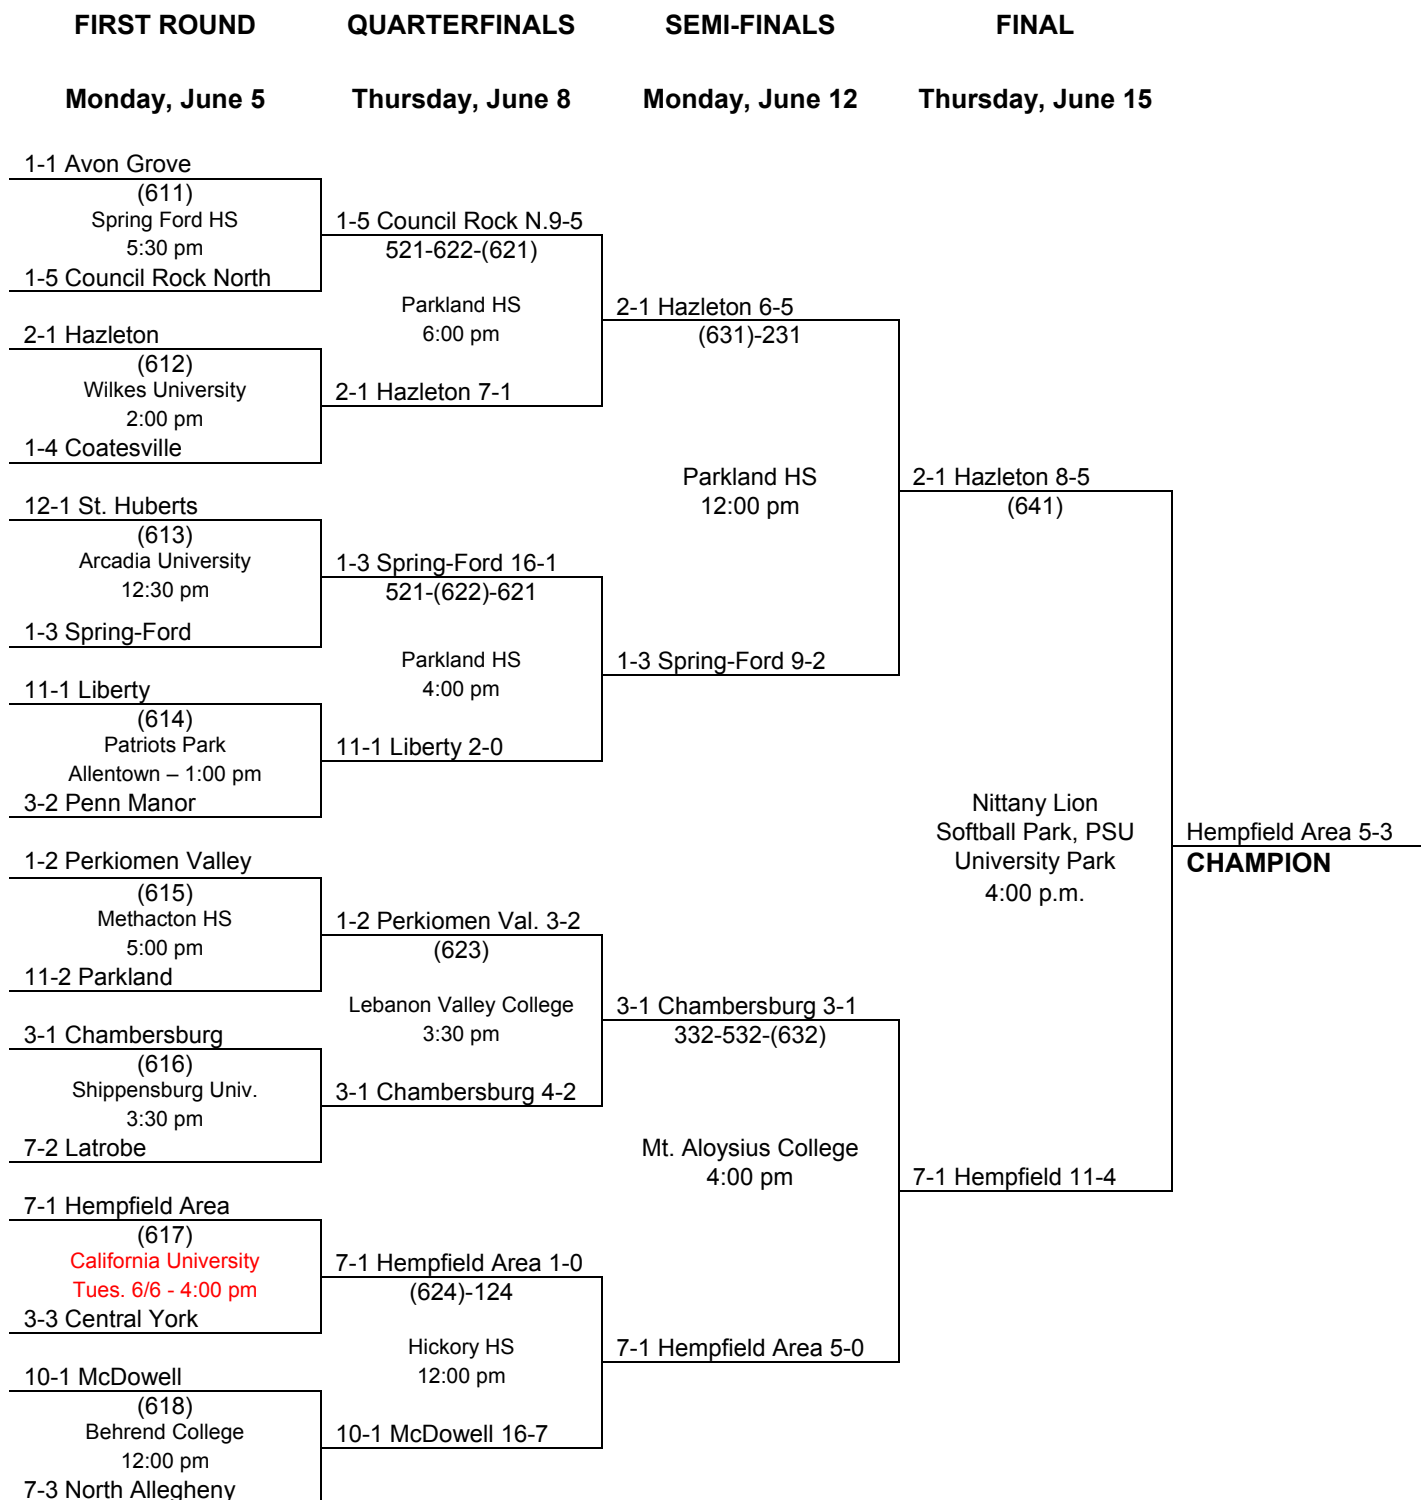 FIRST ROUND
Monday, June 5
QUARTERFINALS
Thursday, June 8
SEMI-FINALS
Monday, June 12
FINAL
Thursday, June 15
1-1 Avon Grove
(611)
Spring Ford HS
5:30 pm
1-5 Council Rock North
2-1 Hazleton
(612)
Wilkes University
2:00 pm
1-4 Coatesville
12-1 St. Huberts
(613)
Arcadia University
12:30 pm
1-3 Spring-Ford
11-1 Liberty
(614)
Patriots Park
Allentown – 1:00 pm
3-2 Penn Manor
1-2 Perkiomen Valley
(615)
Methacton HS
5:00 pm
11-2 Parkland
3-1 Chambersburg
(616)
Shippensburg Univ.
3:30 pm
7-2 Latrobe
7-1 Hempfield Area
(617)
California University
Tues. 6/6 - 4:00 pm
3-3 Central York
10-1 McDowell
(618)
Behrend College
12:00 pm
7-3 North Allegheny
1-5 Council Rock N.9-5
521-622-(621)
Parkland HS
6:00 pm
2-1 Hazleton 7-1
1-3 Spring-Ford 16-1
521-(622)-621
Parkland HS
4:00 pm
11-1 Liberty 2-0
1-2 Perkiomen Val. 3-2
(623)
Lebanon Valley College
3:30 pm
3-1 Chambersburg 4-2
7-1 Hempfield Area 1-0
(624)-124
Hickory HS
12:00 pm
10-1 McDowell 16-7
2-1 Hazleton 6-5
(631)-231
Parkland HS
12:00 pm
1-3 Spring-Ford 9-2
3-1 Chambersburg 3-1
332-532-(632)
Mt. Aloysius College
4:00 pm
7-1 Hempfield Area 5-0
2-1 Hazleton 8-5
(641)
Nittany Lion
Softball Park, PSU
University Park
4:00 p.m.
7-1 Hempfield 11-4
Hempfield Area 5-3
CHAMPION